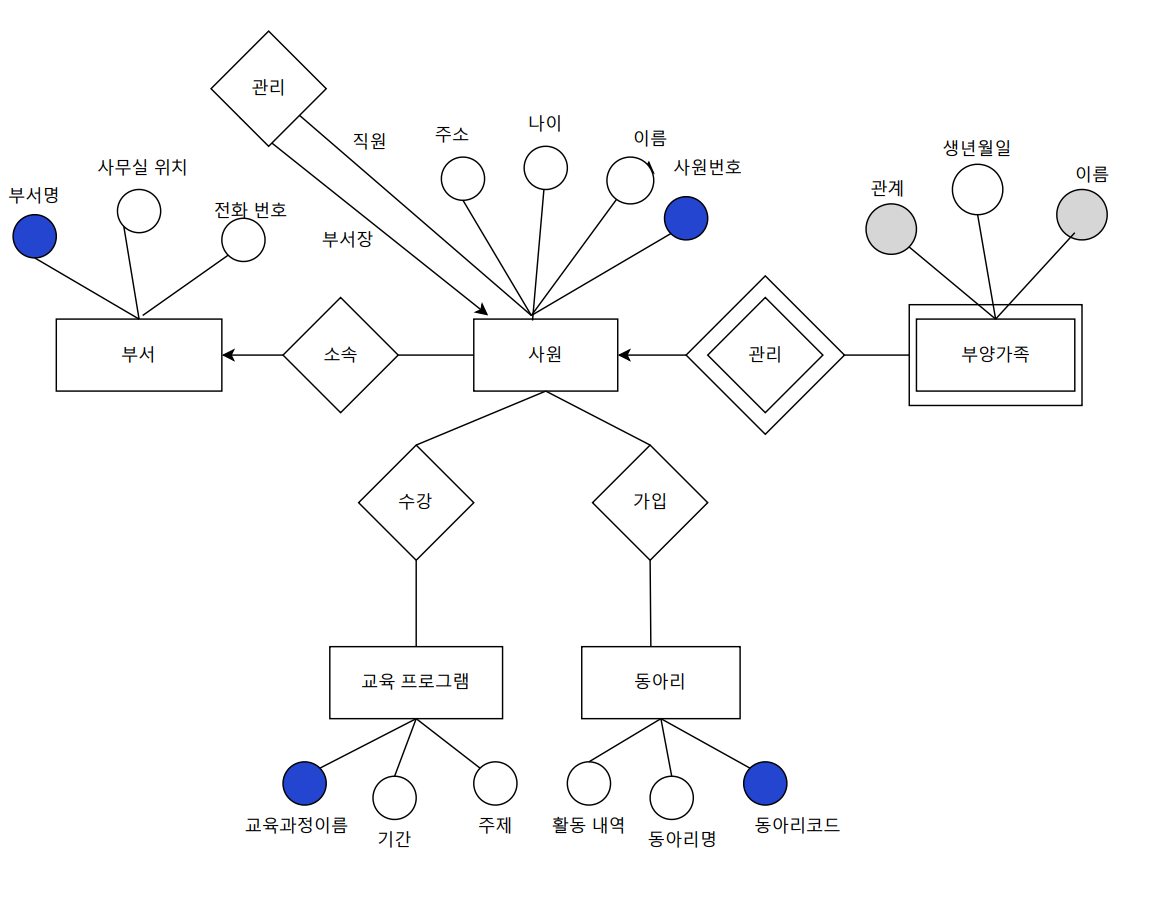 관리
직원
주소
나이
이름
사원번호
생년월일
이름
관계
사무실 위치
부서명
전화 번호
부서장
부서
소속
사원
관리
부양가족
수강
가입
교육 프로그램
동아리
교육과정이름
기간
주제
활동 내역
동아리명
동아리코드